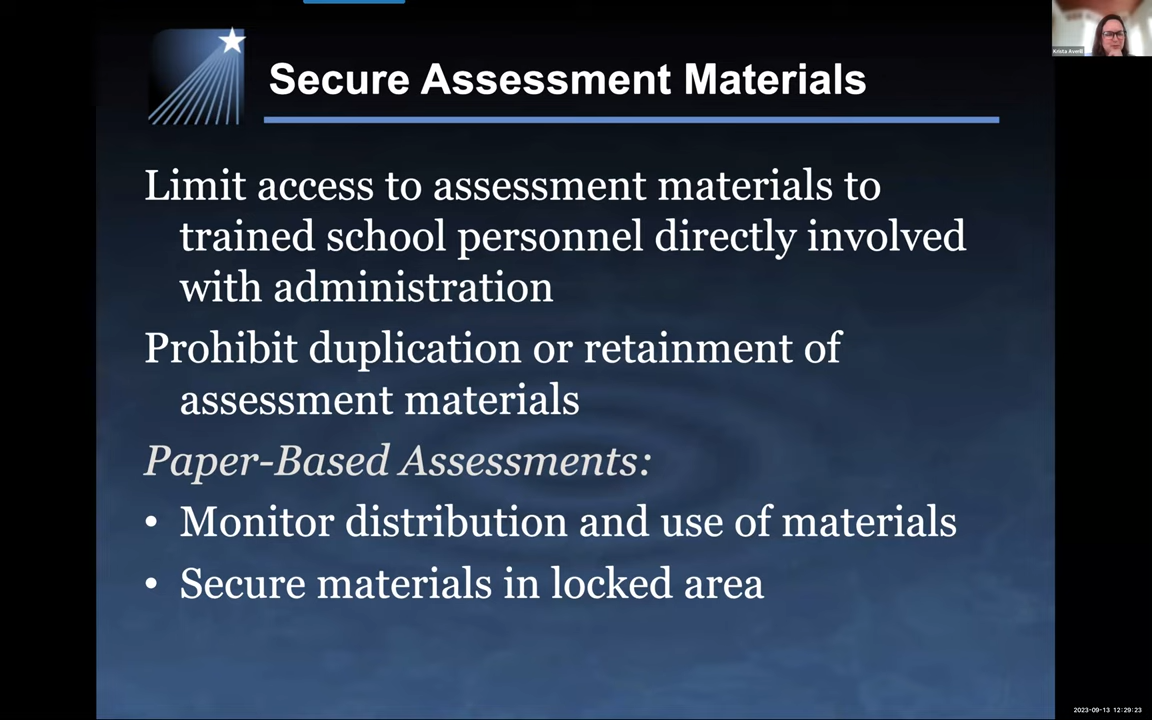 Secure Assessment Materials
Krista Averill
Limit access to assessment materials to
trained school personnel directly involved
with administration
Prohibit duplication or retainment of
assessment materials
Paper-Based Assessments:
• Monitor distribution and use of materials
• Secure materials in locked area
2023-09-13 12:29:23